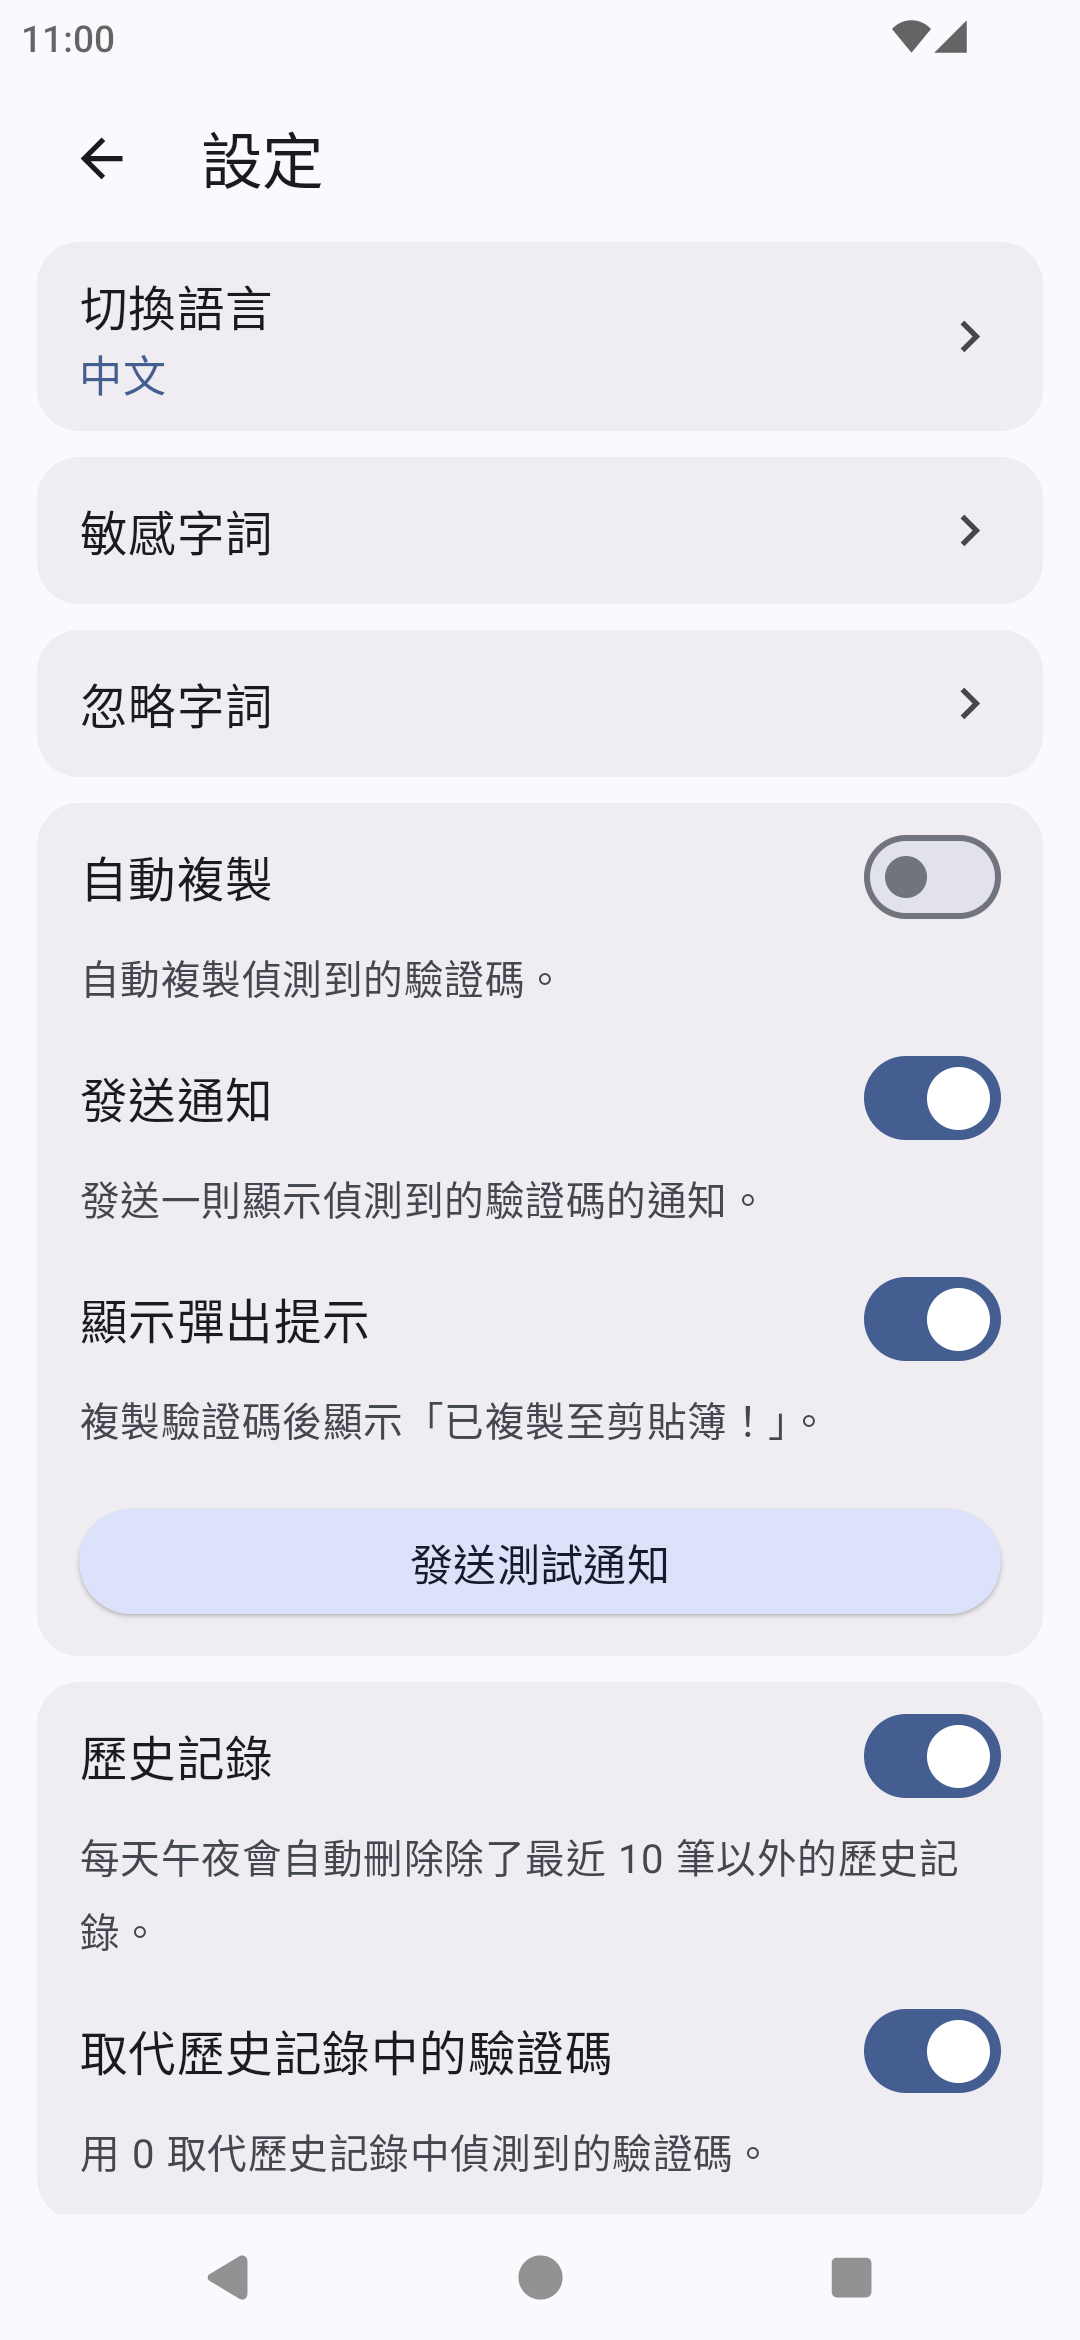 11:00
設定
切換語言
中文
敏感字詞
忽略字詞
自動複製
自動複製偵測到的驗證碼。
發送通知
發送一則顯示偵測到的驗證碼的通知。
顯示彈出提示
複製驗證碼後顯示「已複製至剪貼簿！」。
發送測試通知
歷史記錄
每天午夜會自動刪除除了最近 10 筆以外的歷史記
錄。
取代歷史記錄中的驗證碼
用 0 取代歷史記錄中偵測到的驗證碼。